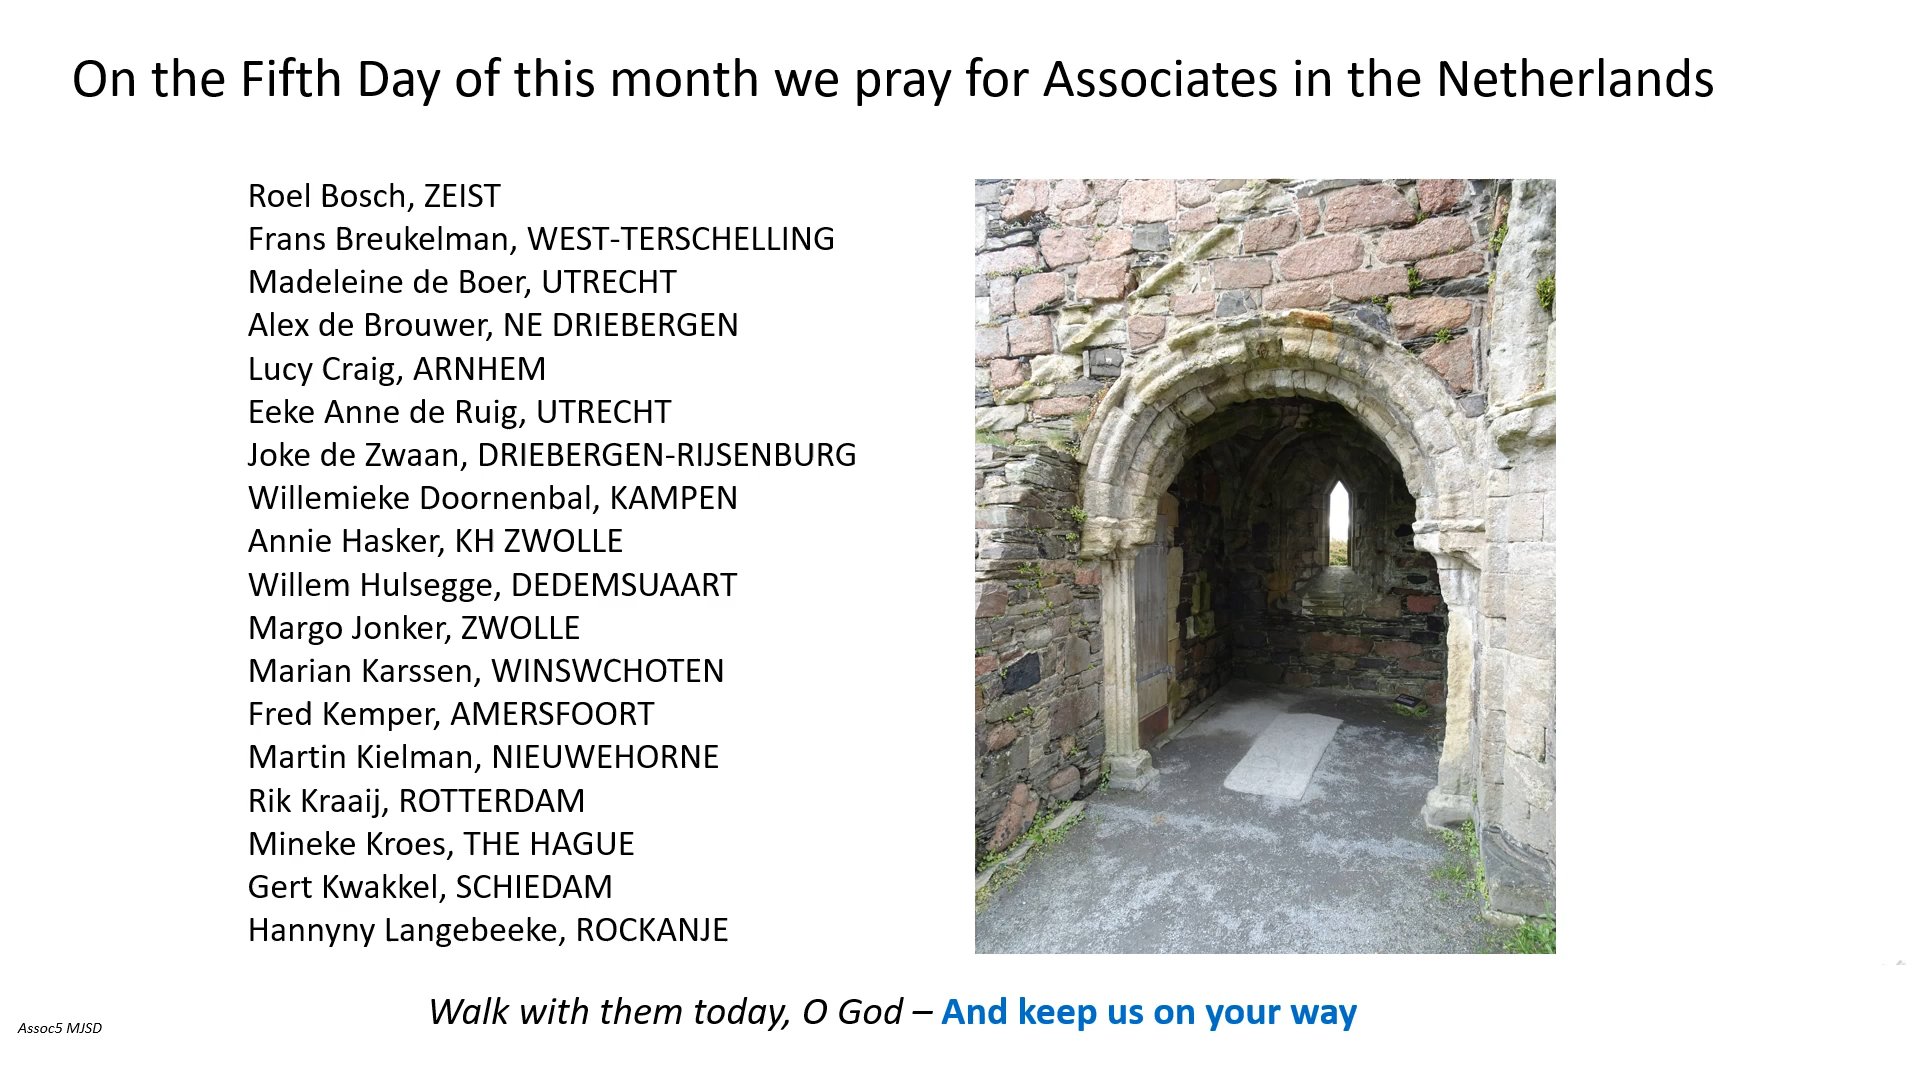 On the Fifth Day of this month we pray for Associates in the Netherlands
Roel Bosch, ZEIST
Frans Breukelman, WEST-TERSCHELLING
Madeleine de Boer, UTRECHT
Alex de Brouwer, NE DRIEBERGEN
Lucy Craig, ARNHEM
Eeke Anne de Ruig, UTRECHT
Joke de Zwaan, DRIEBERGEN-RIJSENBURG
Willemieke Doornenbal, KAMPEN
Annie Hasker, KH ZWOLLE
Willem Hulsegge, DEDEMSUAART
Margo Jonker, ZWOLLE
Marian Karssen, WINSWCHOTEN
Fred Kemper, AMERSFOORT
Martin Kielman, NIEUWEHORNE
Rik Kraaij, ROTTERDAM
Mineke Kroes, THE HAGUE
Gert Kwakkel, SCHIEDAM
Hannyny Langebeeke, ROCKANJE
Walk with them today, O God – And keep us on your way
Assoc5 MJSD